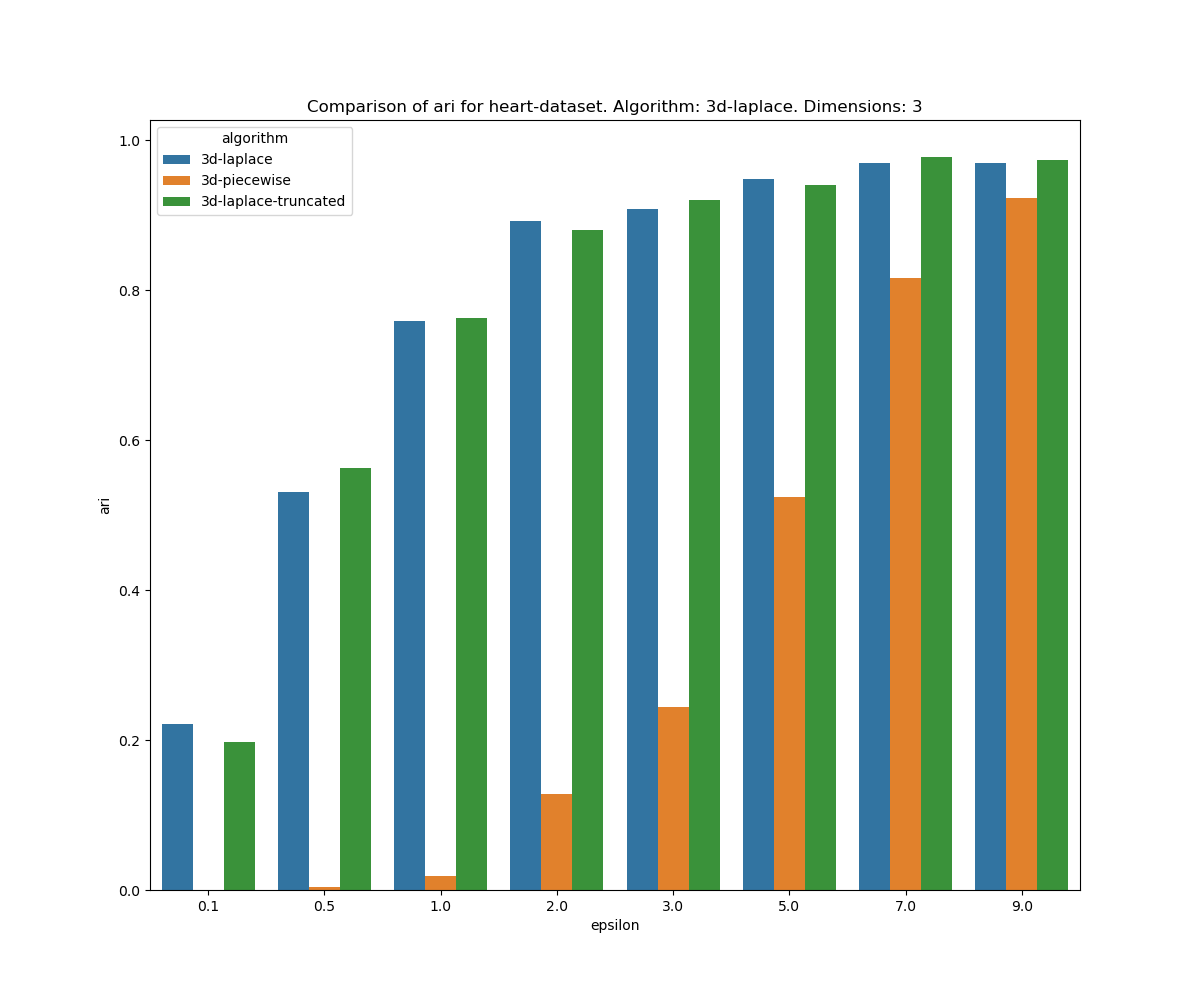 Comparison of ari for heart-dataset. Algorithm: 3d-laplace. Dimensions: 3
algorithm
3d-laplace
3d-piecewise
3d-laplace-truncated
1.0
0.8
0.6
0.4
0.2
0.0
ari
0.1 0.5 1.0 2.0 3.0 5.0 7.0 9.0
epsilon